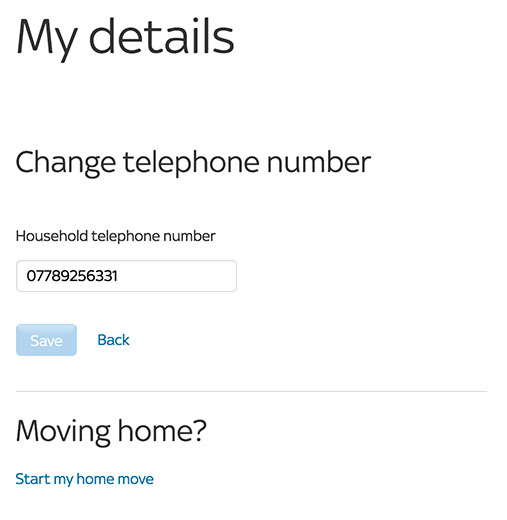 My details
Change telephone number
Household telephone number
07789256331
Save Back
Moving home?
Start my home move